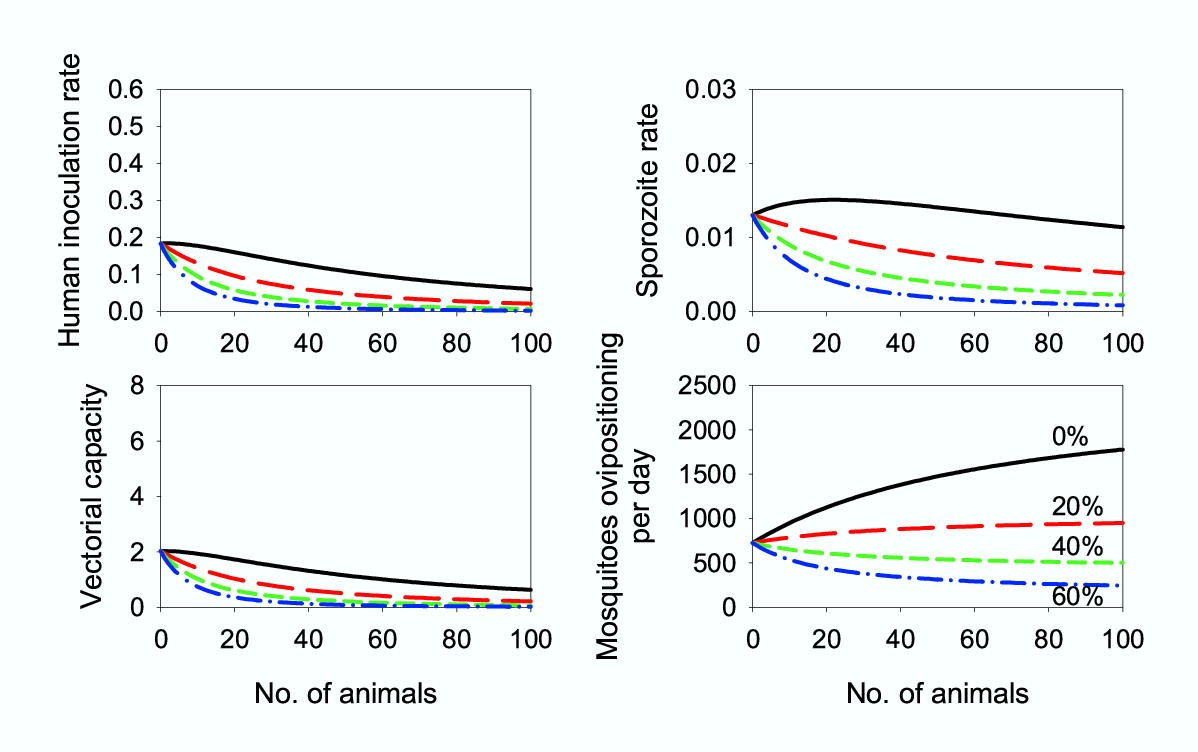 Human inoculation rate
0.6
0.5
0.4
0.3
0.2
0.1
0.0
0 20 40 60 80 100
Sporozoite rate
0.03
0.02
0.01
0.00
0 20 40 60 80 100
Vectorial capacity
8
6
4
2
0
0 20 40 60 80 100
No. of animals
Mosquitoes ovipositioning
per day
2500
2000
1500
1000
500
0
0%
20%
40%
60%
0 20 40 60 80 100
No. of animals